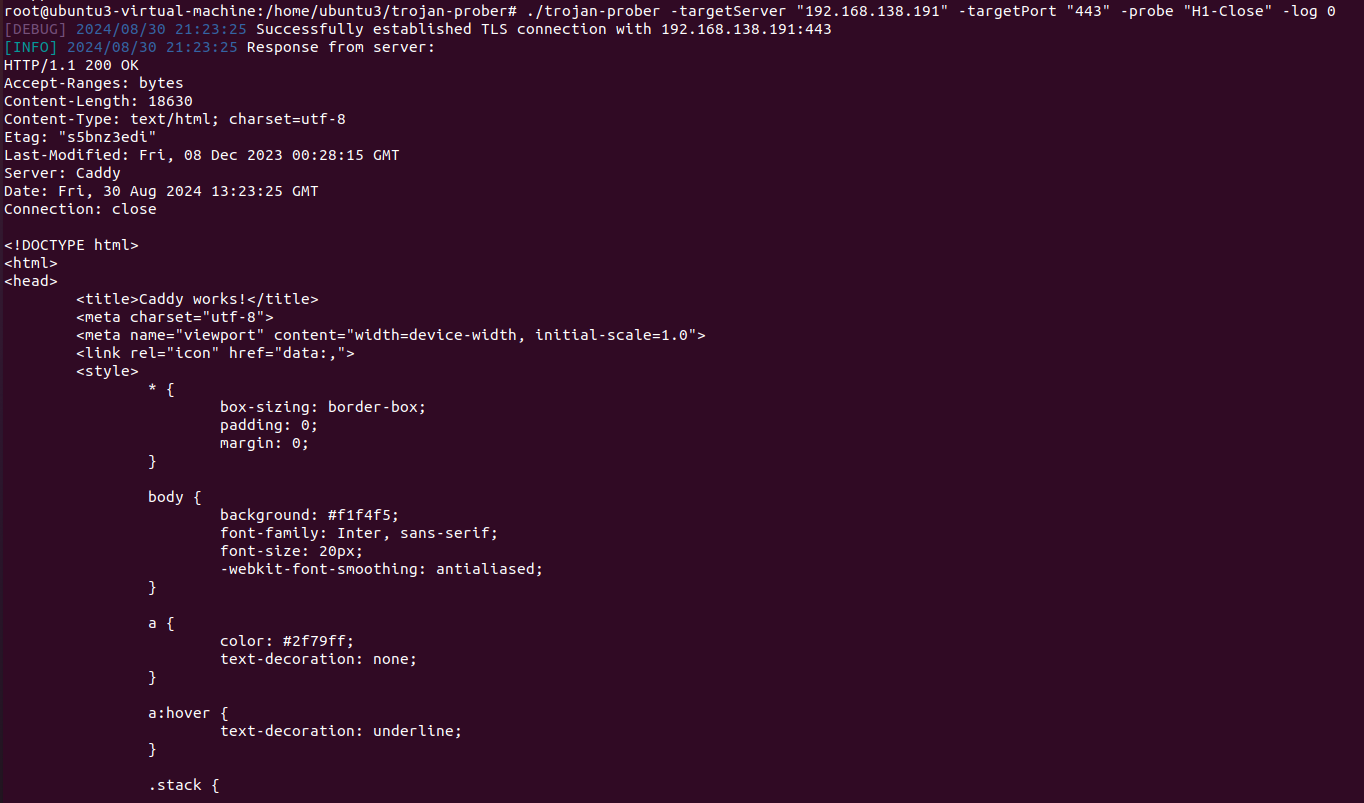 root@ubuntu3-virtual-machine:/home/ubuntu3/trojan-prober# ./trojan-prober -targetServer "192.168.138.191" -targetPort "443" -probe "H1-Close" -log 0
[DEBUG] 2024/08/30 21:23:25 Successfully established TLS connection with 192.168.138.191:443
[INFO] 2024/08/30 21:23:25 Response from server:
HTTP/1.1 200 OK
Accept-Ranges: bytes
Content-Length: 18630
Content-Type: text/html; charset=utf-8
Etag: "s5bnz3edi"
Last-Modified: Fri, 08 Dec 2023 00:28:15 GMT
Server: Caddy
Date: Fri, 30 Aug 2024 13:23:25 GMT
Connection: close

<!DOCTYPE html>
<html>
<head>
        <title>Caddy works!</title>
        <meta charset="utf-8">
        <meta name="viewport" content="width=device-width, initial-scale=1.0">
        <link rel="icon" href="data:,">
        <style>
                * {
                        box-sizing: border-box;
                        padding: 0;
                        margin: 0;
                }

                body {
                        background: #f1f4f5;
                        font-family: Inter, sans-serif;
                        font-size: 20px;
                        -webkit-font-smoothing: antialiased;
                }

                a {
                        color: #2f79ff;
                        text-decoration: none;
                }

                a:hover {
                        text-decoration: underline;
                }

                .stack {